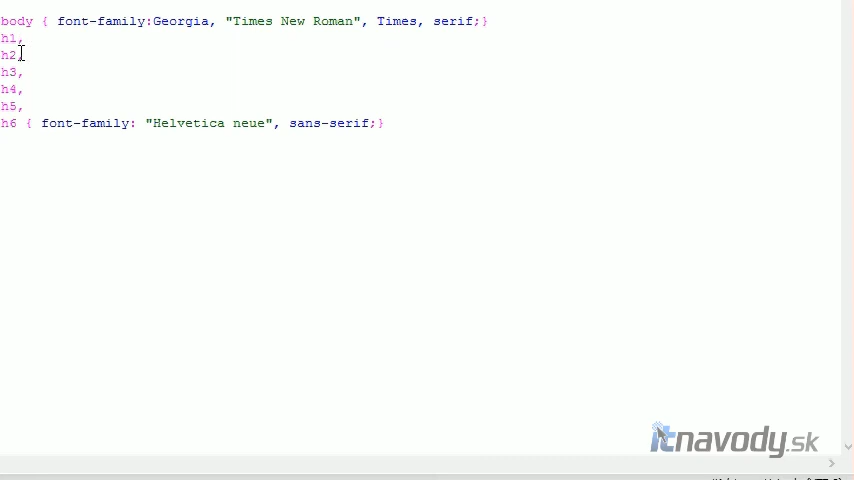 body { font-family:Georgia, "Times New Roman", Times, serif;}
h1,
h2,
h3,
h4,
h5,
h6 { font-family: "Helvetica neue", sans-serif;}
itnavody.sk